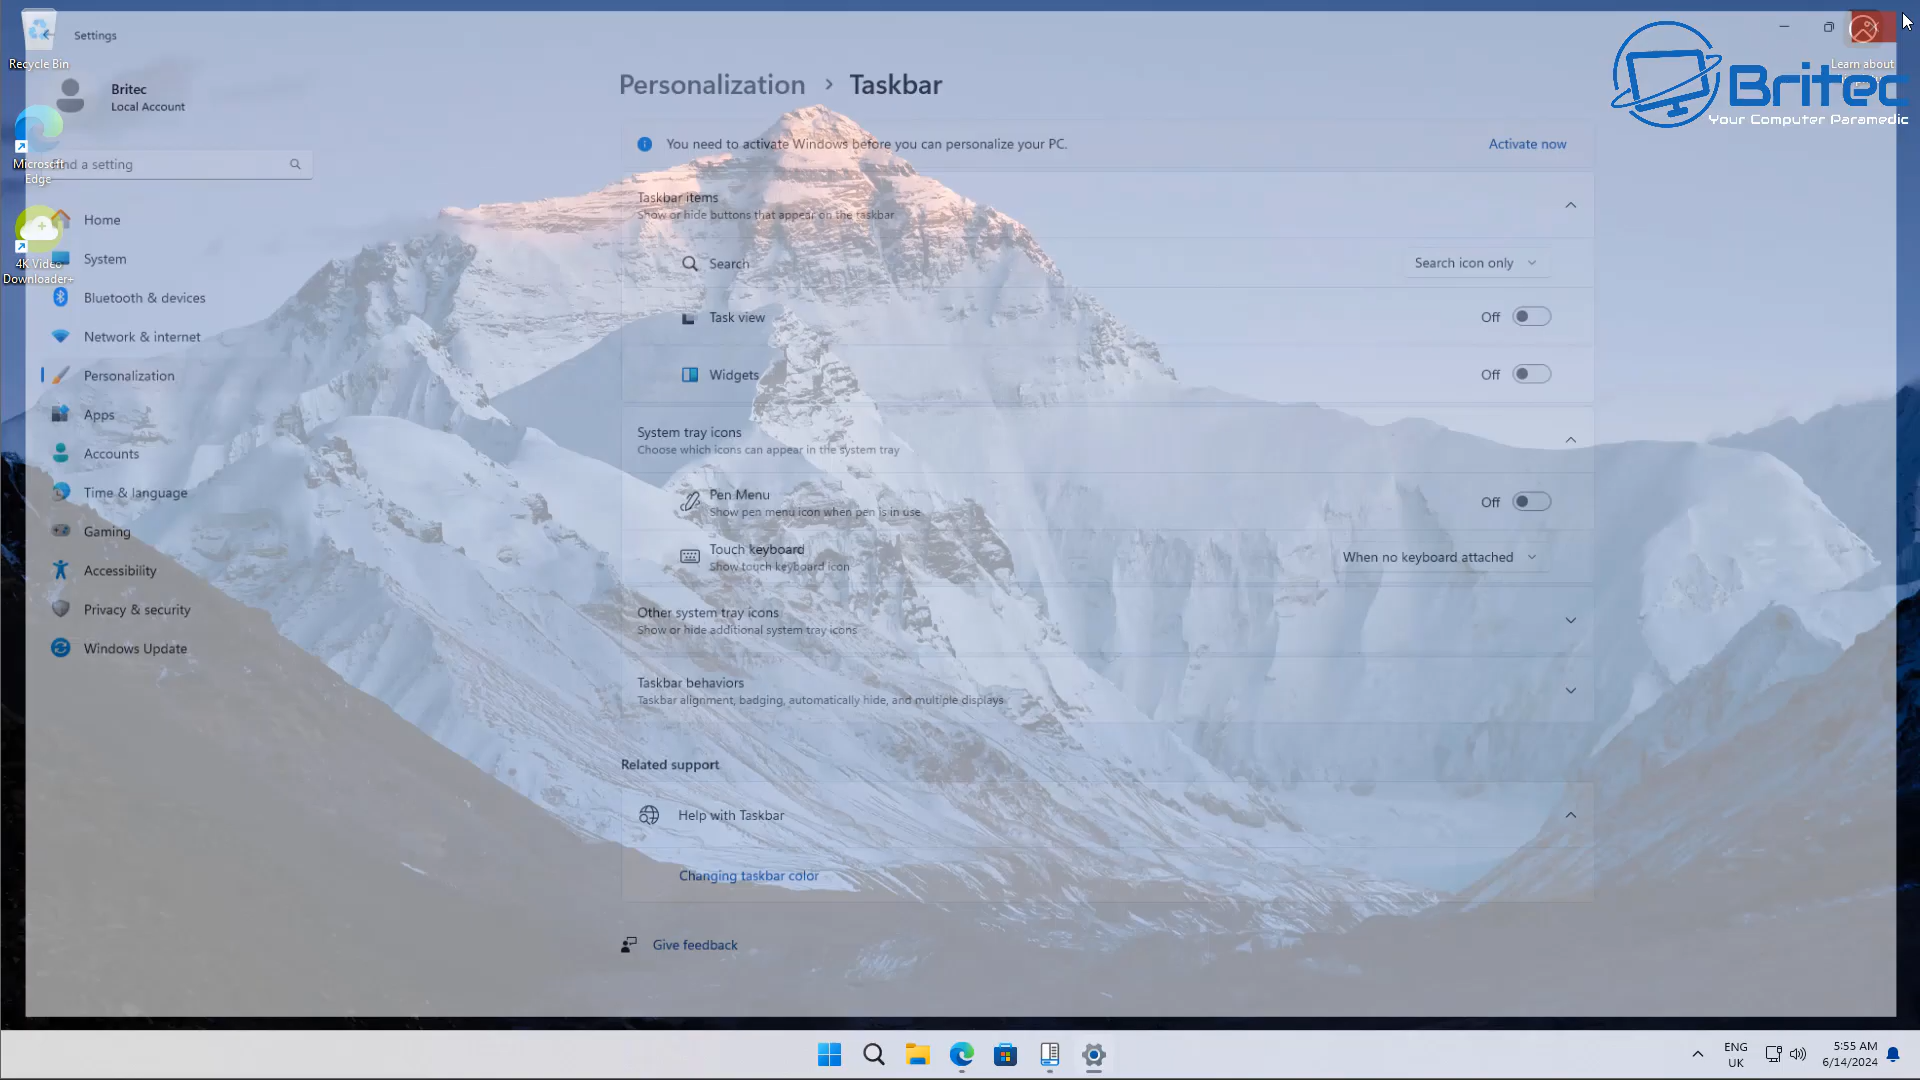 Settings
Recycle Bin
Britec
Local Account
Microsoft
Edge
Find a setting
4K Video
Downloader+
Home
System
Bluetooth & devices
Network & internet
Personalization
Apps
Accounts
Time & language
Gaming
Accessibility
Privacy & security
Windows Update
Personalization > Taskbar
You need to activate Windows before you can personalize your PC.
Activate now
Taskbar items
Show or hide buttons that appear on the taskbar
Search
Search icon only
Task view
Off
Widgets
Off
System tray icons
Choose which icons can appear in the system tray
Pen Menu
Show pen menu icon when pen is in use
Off
Touch keyboard
Show touch keyboard icon
When no keyboard attached
Other system tray icons
Show or hide additional system tray icons
Taskbar behaviors
Taskbar alignment, badging, automatically hide, and multiple displays
Related support
Help with Taskbar
Changing taskbar color
Give feedback
Learn about
Britec
Your Computer Paramedic
ENG
UK
5:55 AM
6/14/2024